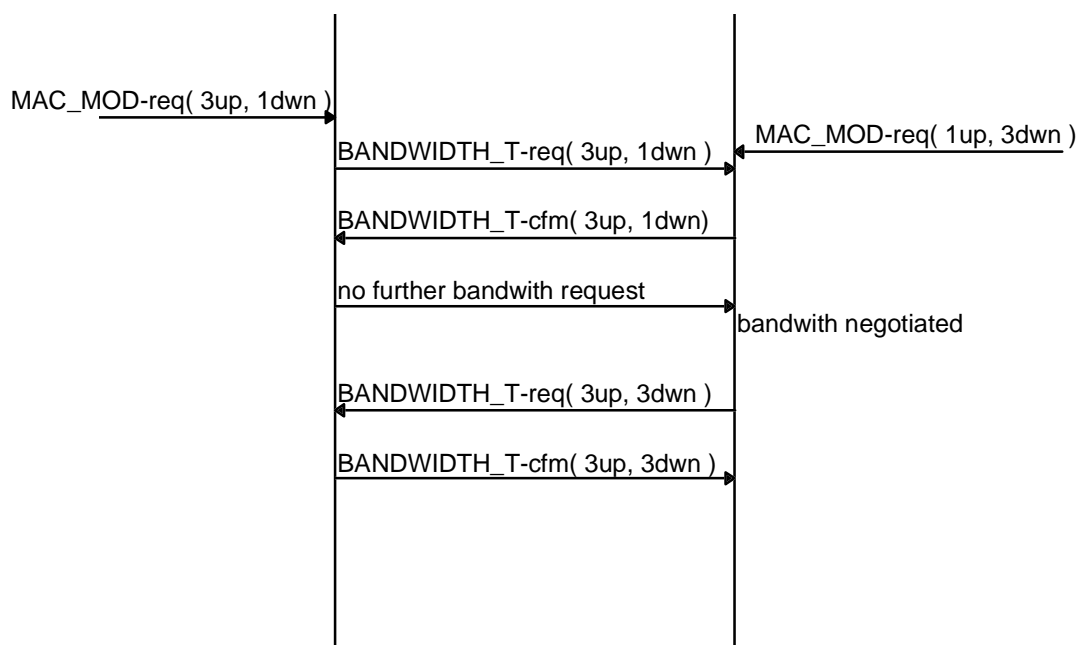 MAC_MOD-req( 3up, 1dwn )
MAC_MOD-req( 1up, 3dwn )
BANDWIDTH_T-req( 3up, 1dwn )
BANDWIDTH_T-cfm( 3up, 1dwn)
no further bandwith request
bandwith negotiated
BANDWIDTH_T-req( 3up, 3dwn )
BANDWIDTH_T-cfm( 3up, 3dwn )